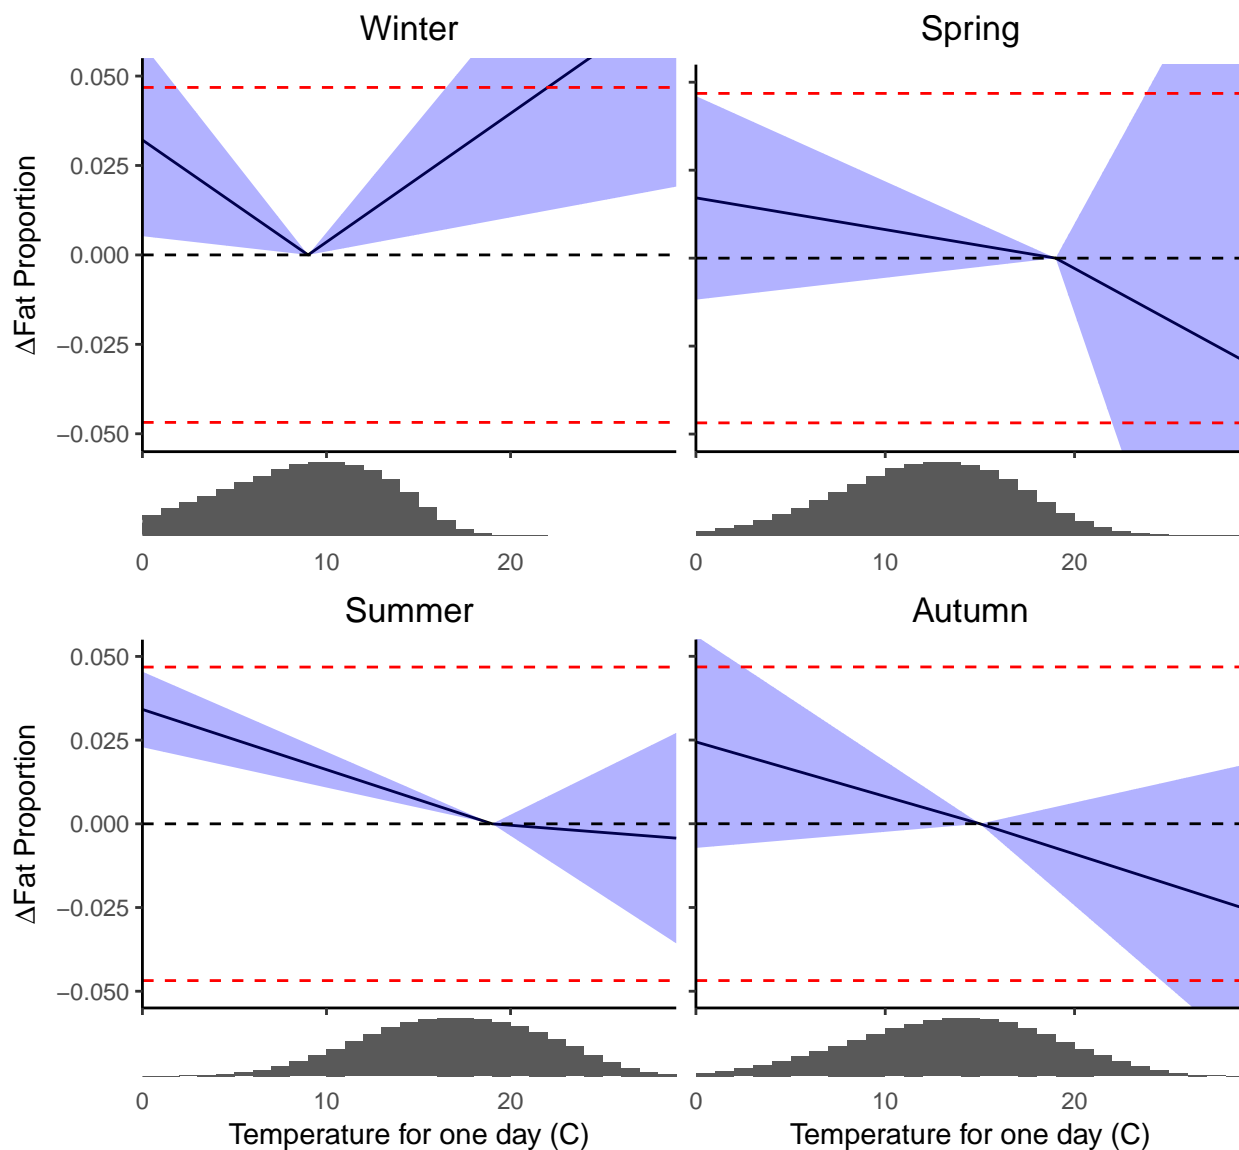 Winter
Spring
ΔFat Proportion
0.050
0.025
0.000
−0.025
−0.050
0 10 20
0 10 20
Summer
Autumn
ΔFat Proportion
0.050
0.025
0.000
−0.025
−0.050
0 10 20
0 10 20
Temperature for one day (C)
Temperature for one day (C)